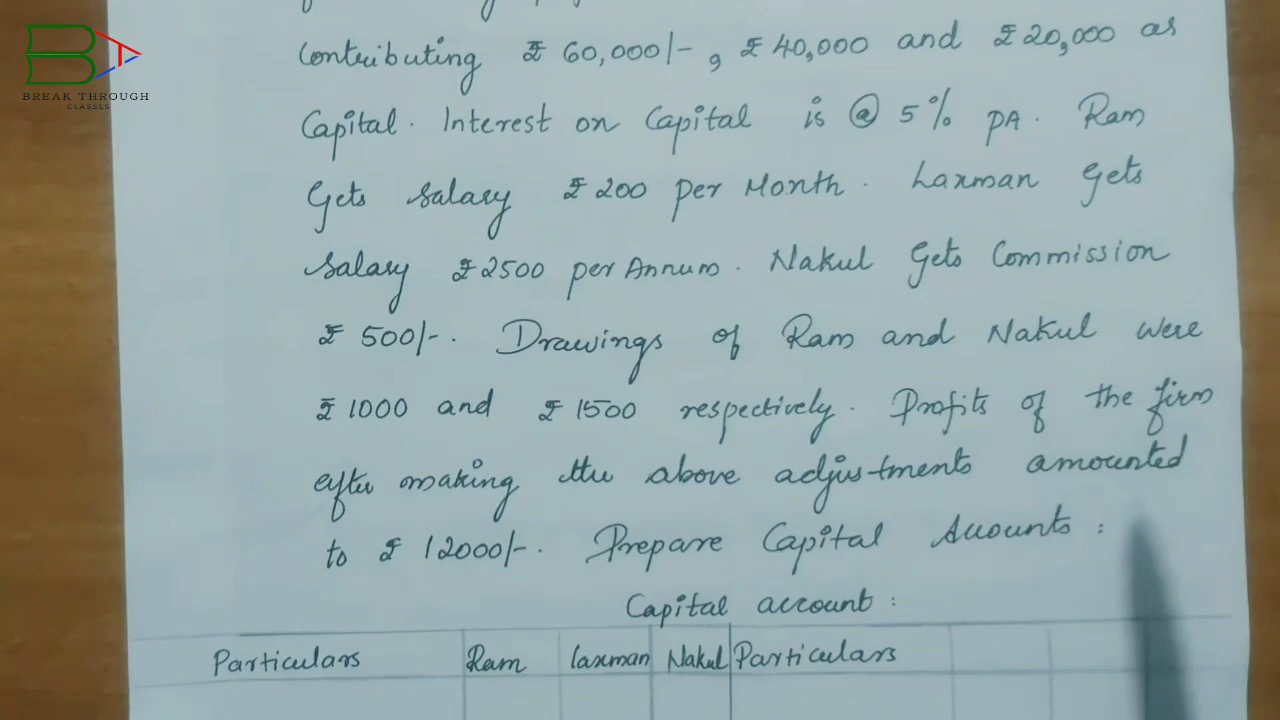 BREAK THROUGH
CLASSES
Contributing ₹ 60,000/-, ₹ 40,000 and ₹ 20,000 as
Capital. Interest on Capital is @ 5% PA. Ram
Gets Salary ₹ 200 per Month. Laxman Gets
Salary ₹ 2500 per Annum. Nakul Gets Commission
₹ 500/-. Drawings of Ram and Nakul were
₹ 1000 and ₹ 1500 respectively. Profits of the firm
after making the above adjustments amounted
to ₹ 12000/-. Prepare Capital Accounts :
Capital account :
Particulars Ram Laxman Nakul Particulars